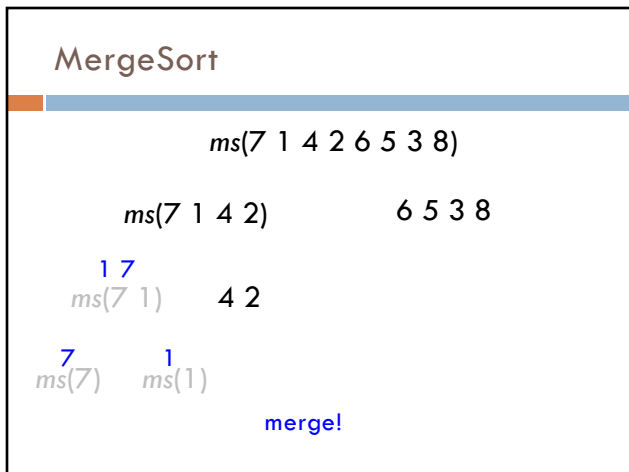 MergeSort
ms(7 1 4 2 6 5 3 8)
ms(7 1 4 2) 6 5 3 8
1 7
ms(7 1) 4 2
7 1
ms(7) ms(1)
merge!